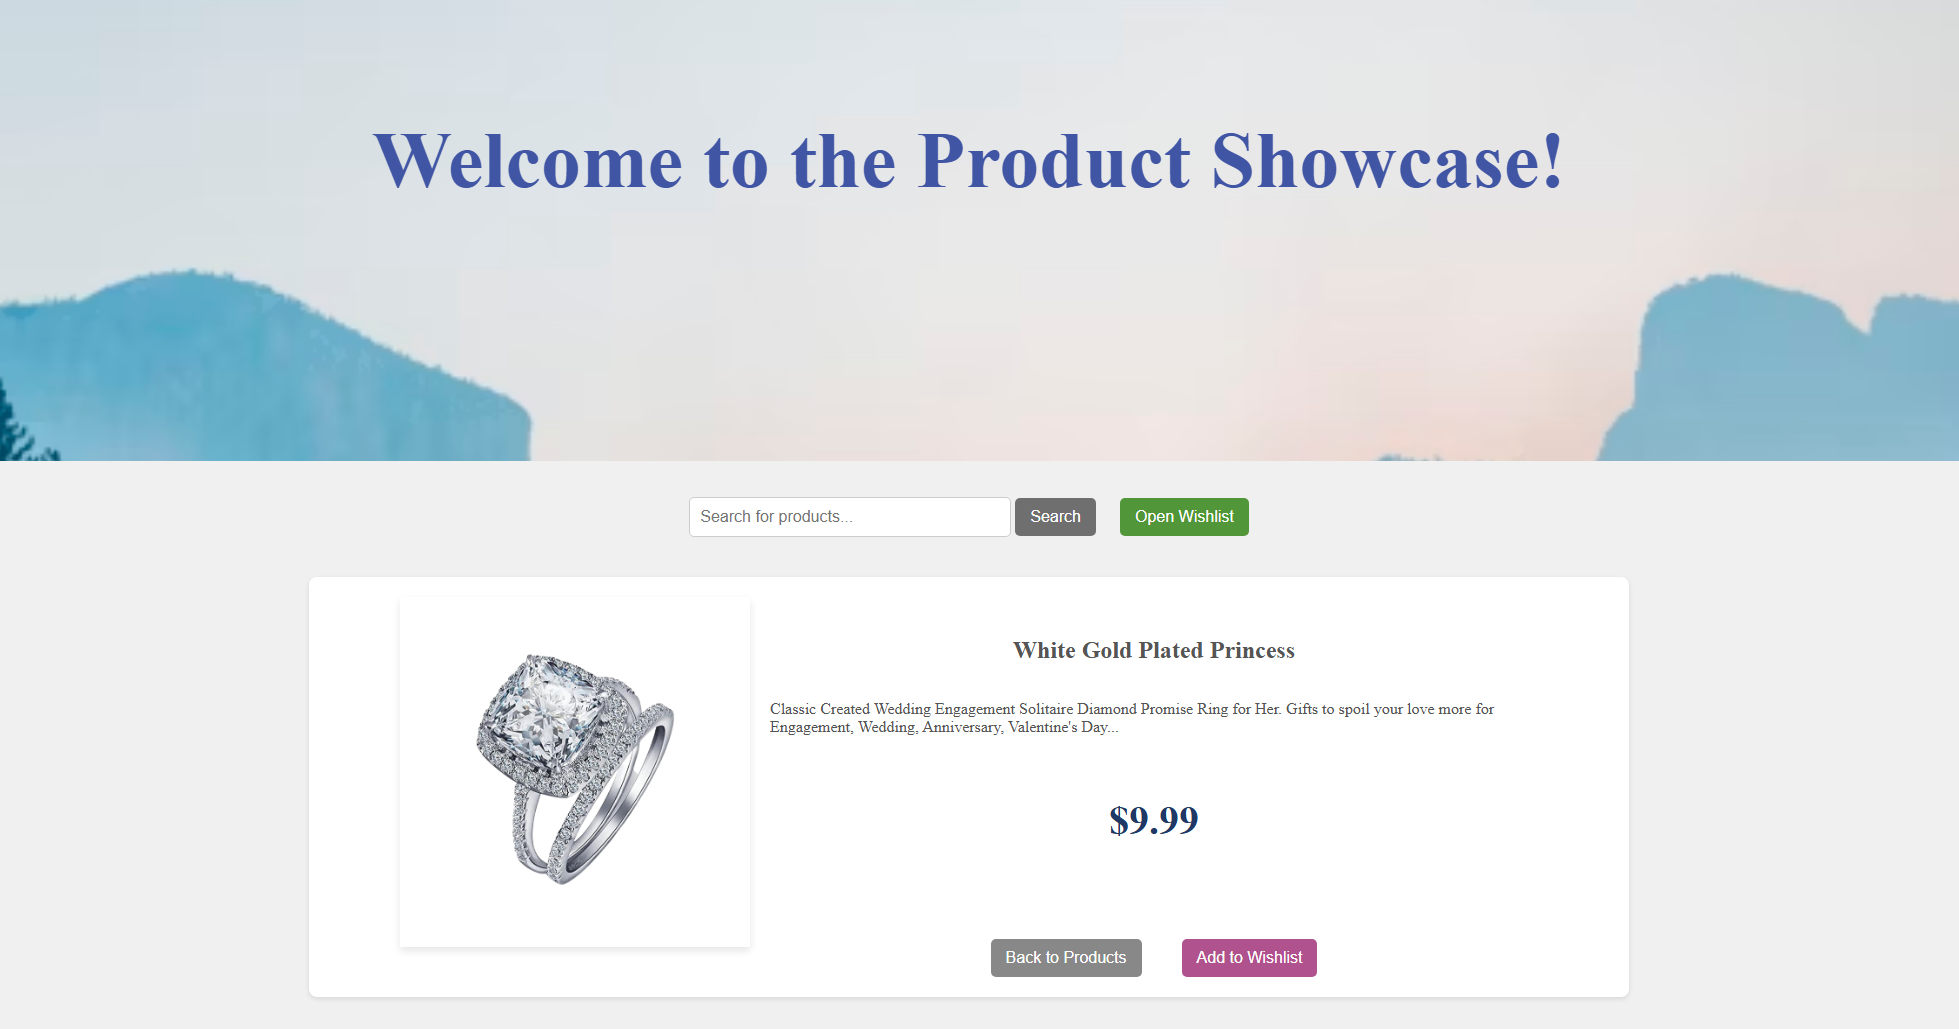 Welcome to the Product Showcase!
Search for products...
Search
Open Wishlist
White Gold Plated Princess
Classic Created Wedding Engagement Solitaire Diamond Promise Ring for Her. Gifts to spoil your love more for
Engagement, Wedding, Anniversary, Valentine's Day...
$9.99
Back to Products
Add to Wishlist